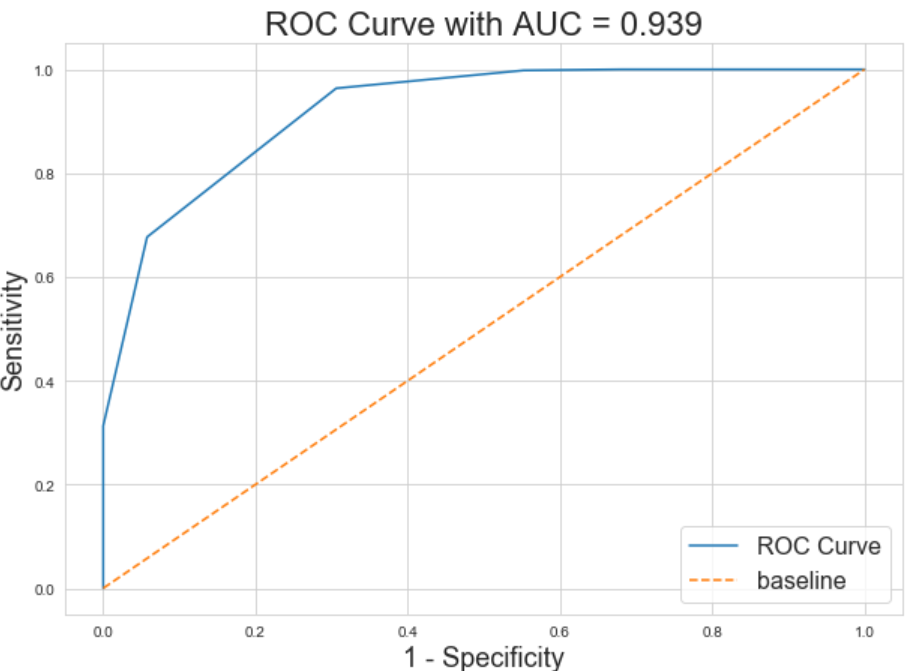 ROC Curve with AUC = 0.939
Sensitivity
1.0
0.8
0.6
0.4
0.2
0.0
0.0 0.2 0.4 0.6 0.8 1.0
1 - Specificity
ROC Curve
baseline